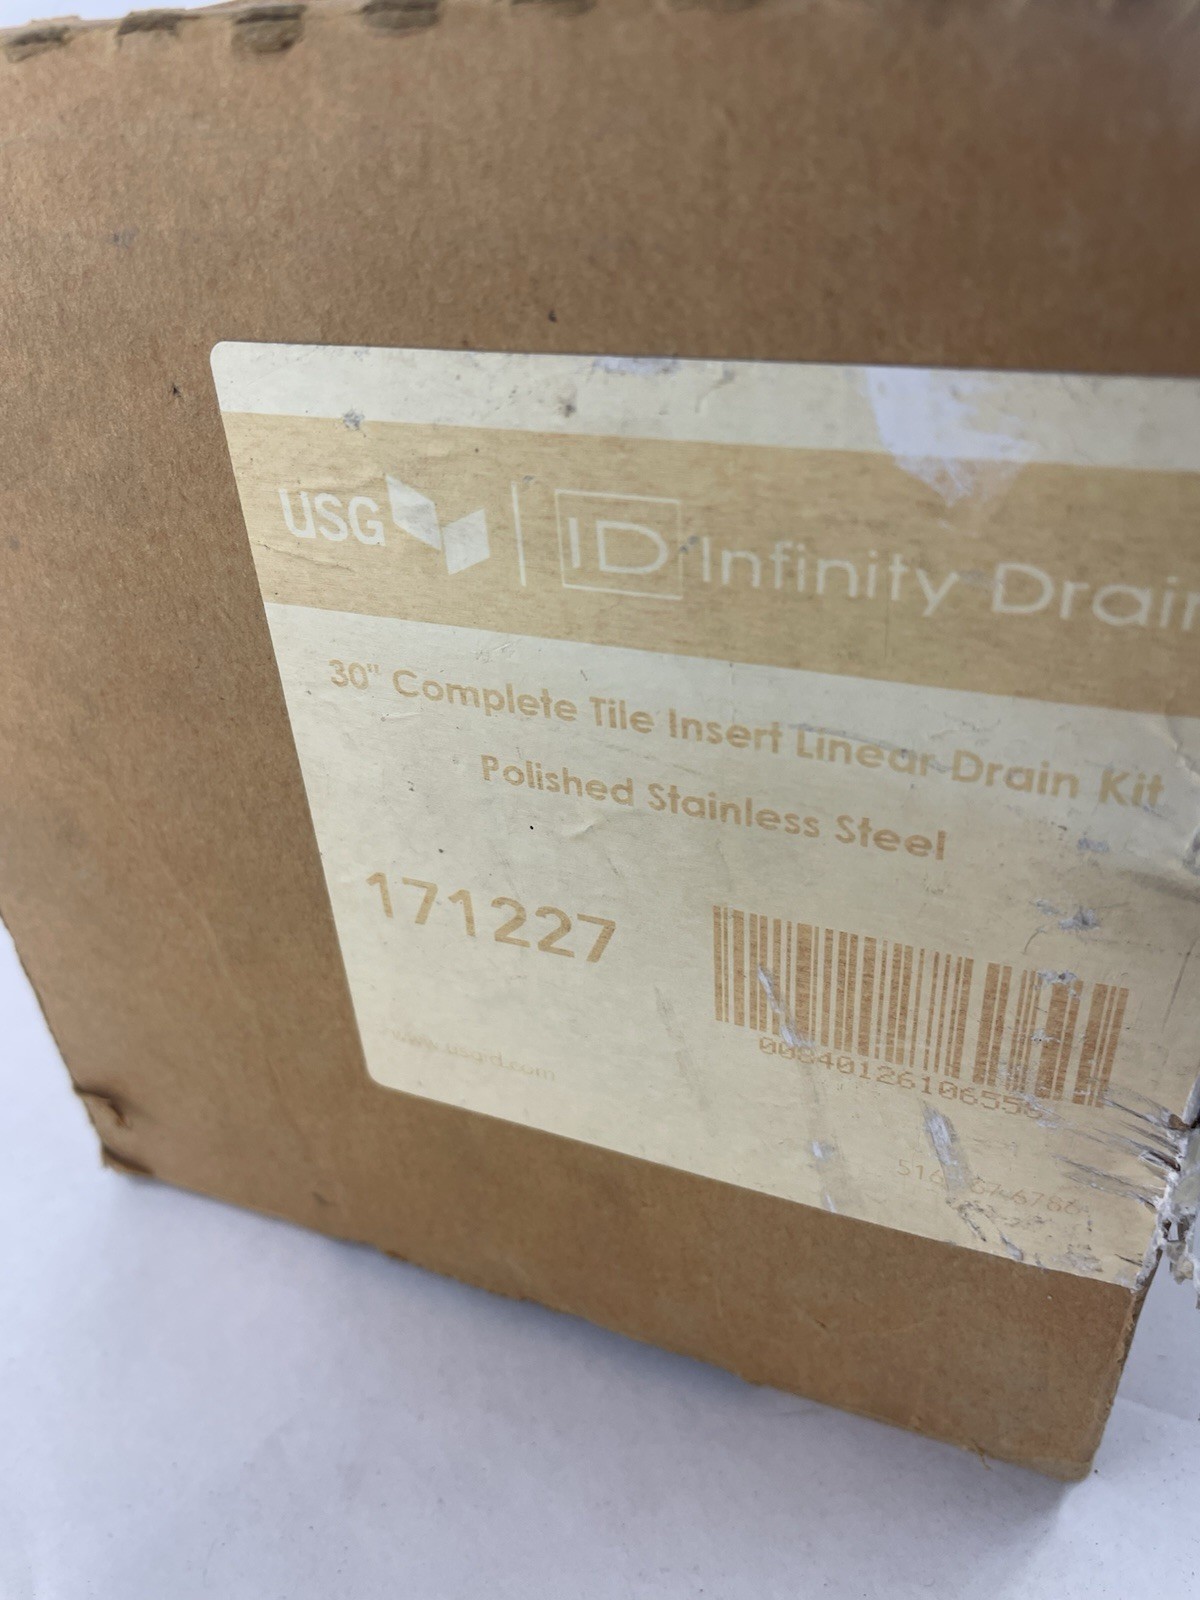 USG | ID Infinity Drain
30" Complete Tile Insert Linear Drain Kit
Polished Stainless Steel
171227
www.usgid.com